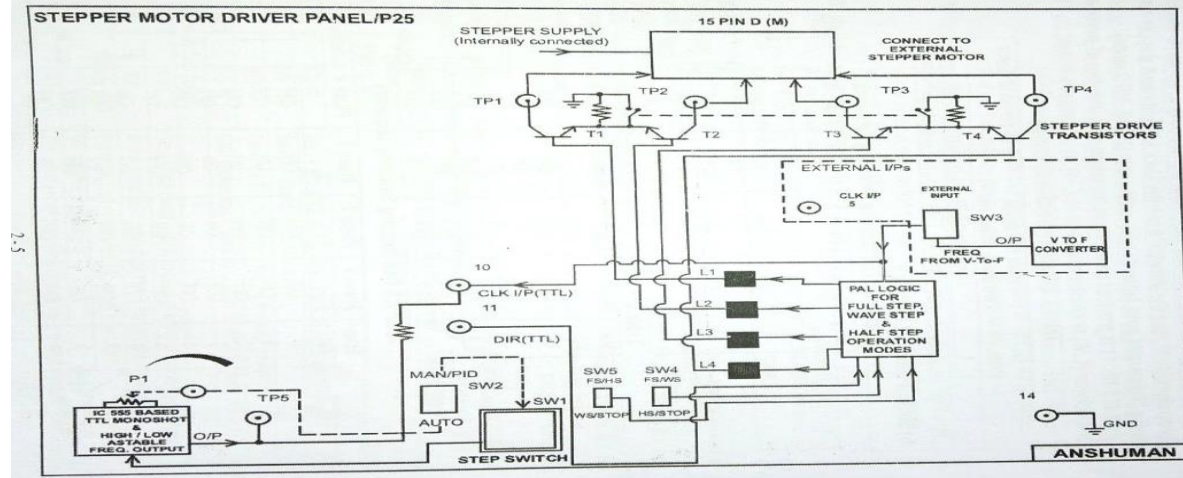 STEPPER MOTOR DRIVER PANEL/P25
15 PIN D (M)
STEPPER SUPPLY
(Internally connected)
CONNECT TO
EXTERNAL
STEPPER MOTOR
TP1
TP2
TP3
TP4
T1
T2
T3
T4
STEPPER DRIVE
TRANSISTORS
EXTERNAL I/Ps
CLK I/P
5
EXTERNAL
INPUT
SW3
O/P
V TO F
CONVERTER
FREQ
FROM V-To-F
2-5
10
CLK I/P(TTL)
11
DIR(TTL)
L1
L2
L3
L4
PAL LOGIC
FOR
FULL STEP,
WAVE STEP
&
HALF STEP
OPERATION
MODES
P1
TP5
IC 555 BASED
TTL MONOSHOT
&
HIGH / LOW
ASTABLE
FREQ. OUTPUT
O/P
MAN/PID
SW2
AUTO
SW1
STEP SWITCH
SW5
FS/HS
WS/STOP
SW4
FS/WS
HS/STOP
14
GND
ANSHUMAN